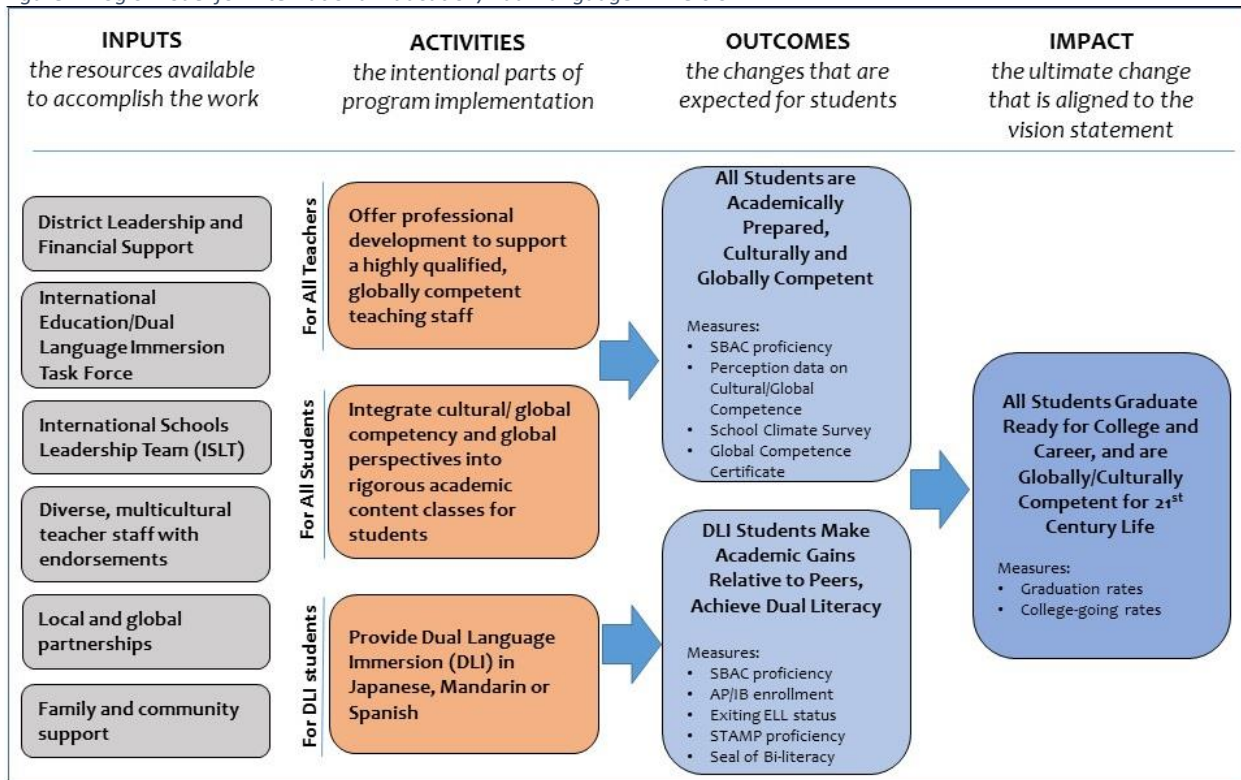 INPUTS
the resources available
to accomplish the work
ACTIVITIES
the intentional parts of
program implementation
OUTCOMES
the changes that are
expected for students
IMPACT
the ultimate change
that is aligned to the
vision statement
District Leadership and
Financial Support
International
Education/Dual
Language Immersion
Task Force
International Schools
Leadership Team (ISLT)
Diverse, multicultural
teacher staff with
endorsements
Local and global
partnerships
Family and community
support
For All Teachers
Offer professional
development to support
a highly qualified,
globally competent
teaching staff
For All Students
Integrate cultural/ global
competency and global
perspectives into
rigorous academic
content classes for
students
For DLI students
Provide Dual Language
Immersion (DLI) in
Japanese, Mandarin or
Spanish
All Students are
Academically
Prepared,
Culturally and
Globally Competent
Measures:
• SBAC proficiency
• Perception data on
Cultural/Global
Competence
• School Climate Survey
• Global Competence
Certificate
DLI Students Make
Academic Gains
Relative to Peers,
Achieve Dual Literacy
Measures:
• SBAC proficiency
• AP/IB enrollment
• Exiting ELL status
• STAMP proficiency
• Seal of Bi-literacy
All Students Graduate
Ready for College and
Career, and are
Globally/Culturally
Competent for 21st
Century Life
Measures:
• Graduation rates
• College-going rates